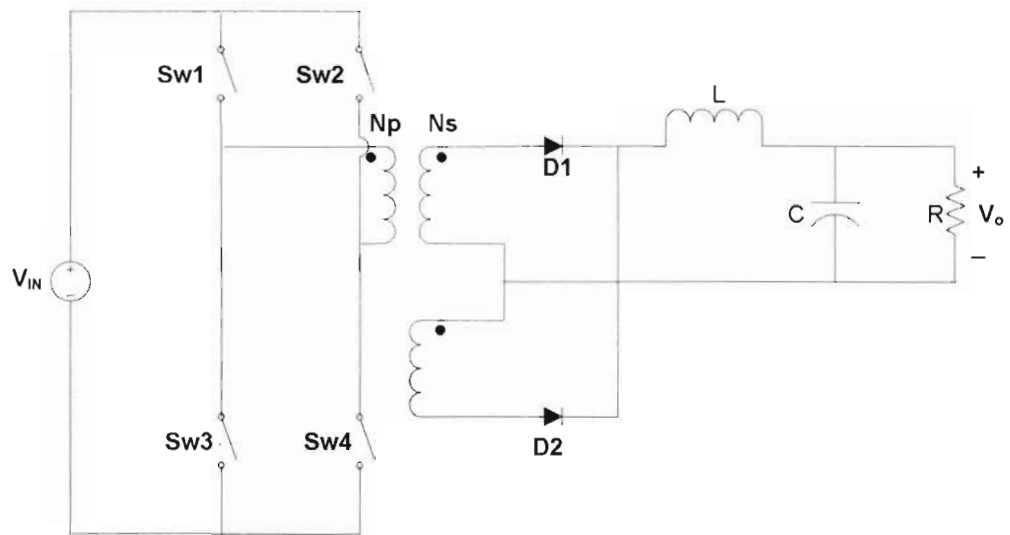 Sw1
Sw2
Np
Ns
D1
L
C
R
+
Vo
–
VIN
+
–
Sw3
Sw4
D2